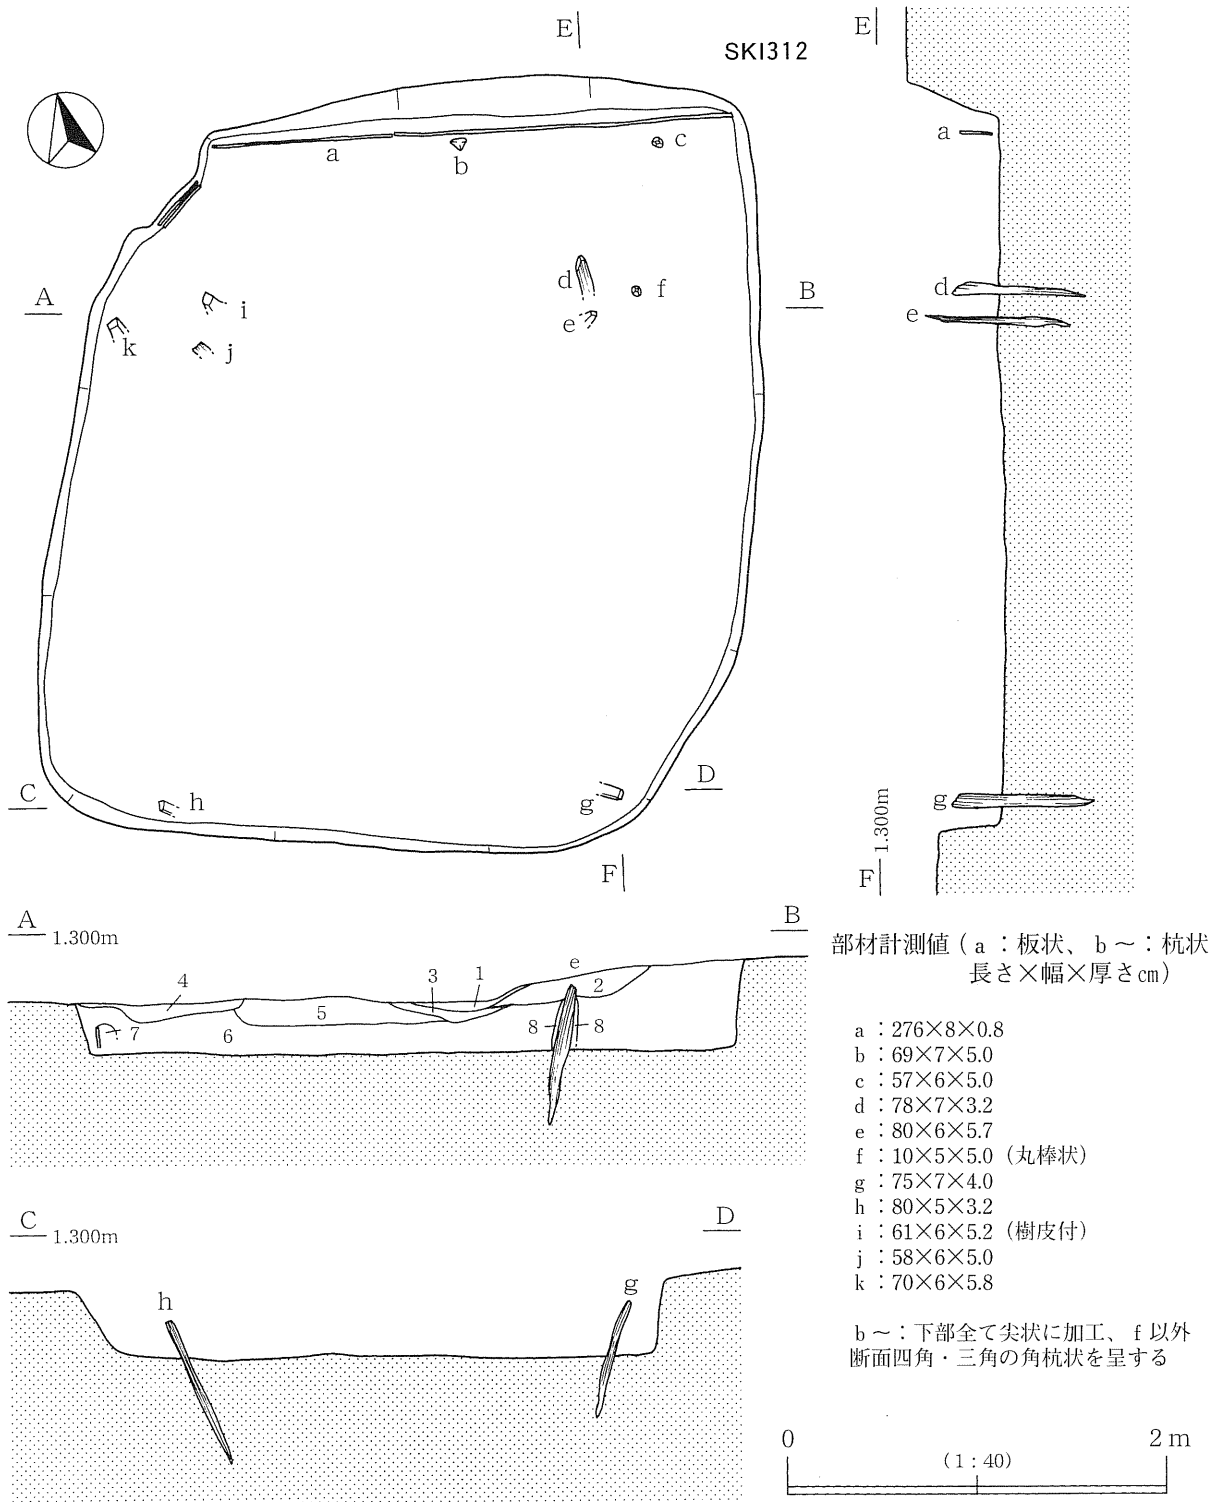 SKI312
E
E
a
b
c
a
A
d
f
B
i
e
k
j
d
e
C
h
g
D
F
g
1.300m
F
A 1.300m
B
4
3
1
e
2
5
6
7
8
8
C 1.300m
D
h
g
部材計測値(a:板状、b~:杭状
長さ×幅×厚さcm)
a:276×8×0.8
b:69×7×5.0
c:57×6×5.0
d:78×7×3.2
e:80×6×5.7
f:10×5×5.0(丸棒状)
g:75×7×4.0
h:80×5×3.2
i:61×6×5.2(樹皮付)
j:58×6×5.0
k:70×6×5.8
b~:下部全て尖状に加工、f以外
断面四角・三角の角杭状を呈する
0 2m
(1:40)